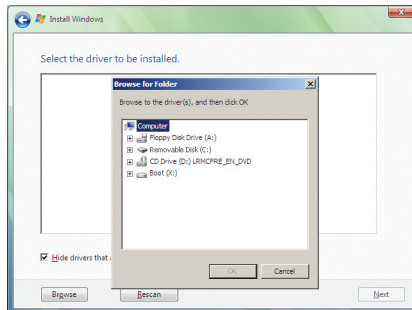 Install Windows
Select the driver to be installed.
Browse for Folder
Browse to the driver(s), and then click OK
Computer
Floppy Disk Drive (A:)
Removable Disk (C:)
CD Drive (D:) LRMCFRE_EN_DVD
Boot (X:)
Hide drivers that
OK
Cancel
Browse
Rescan
Next